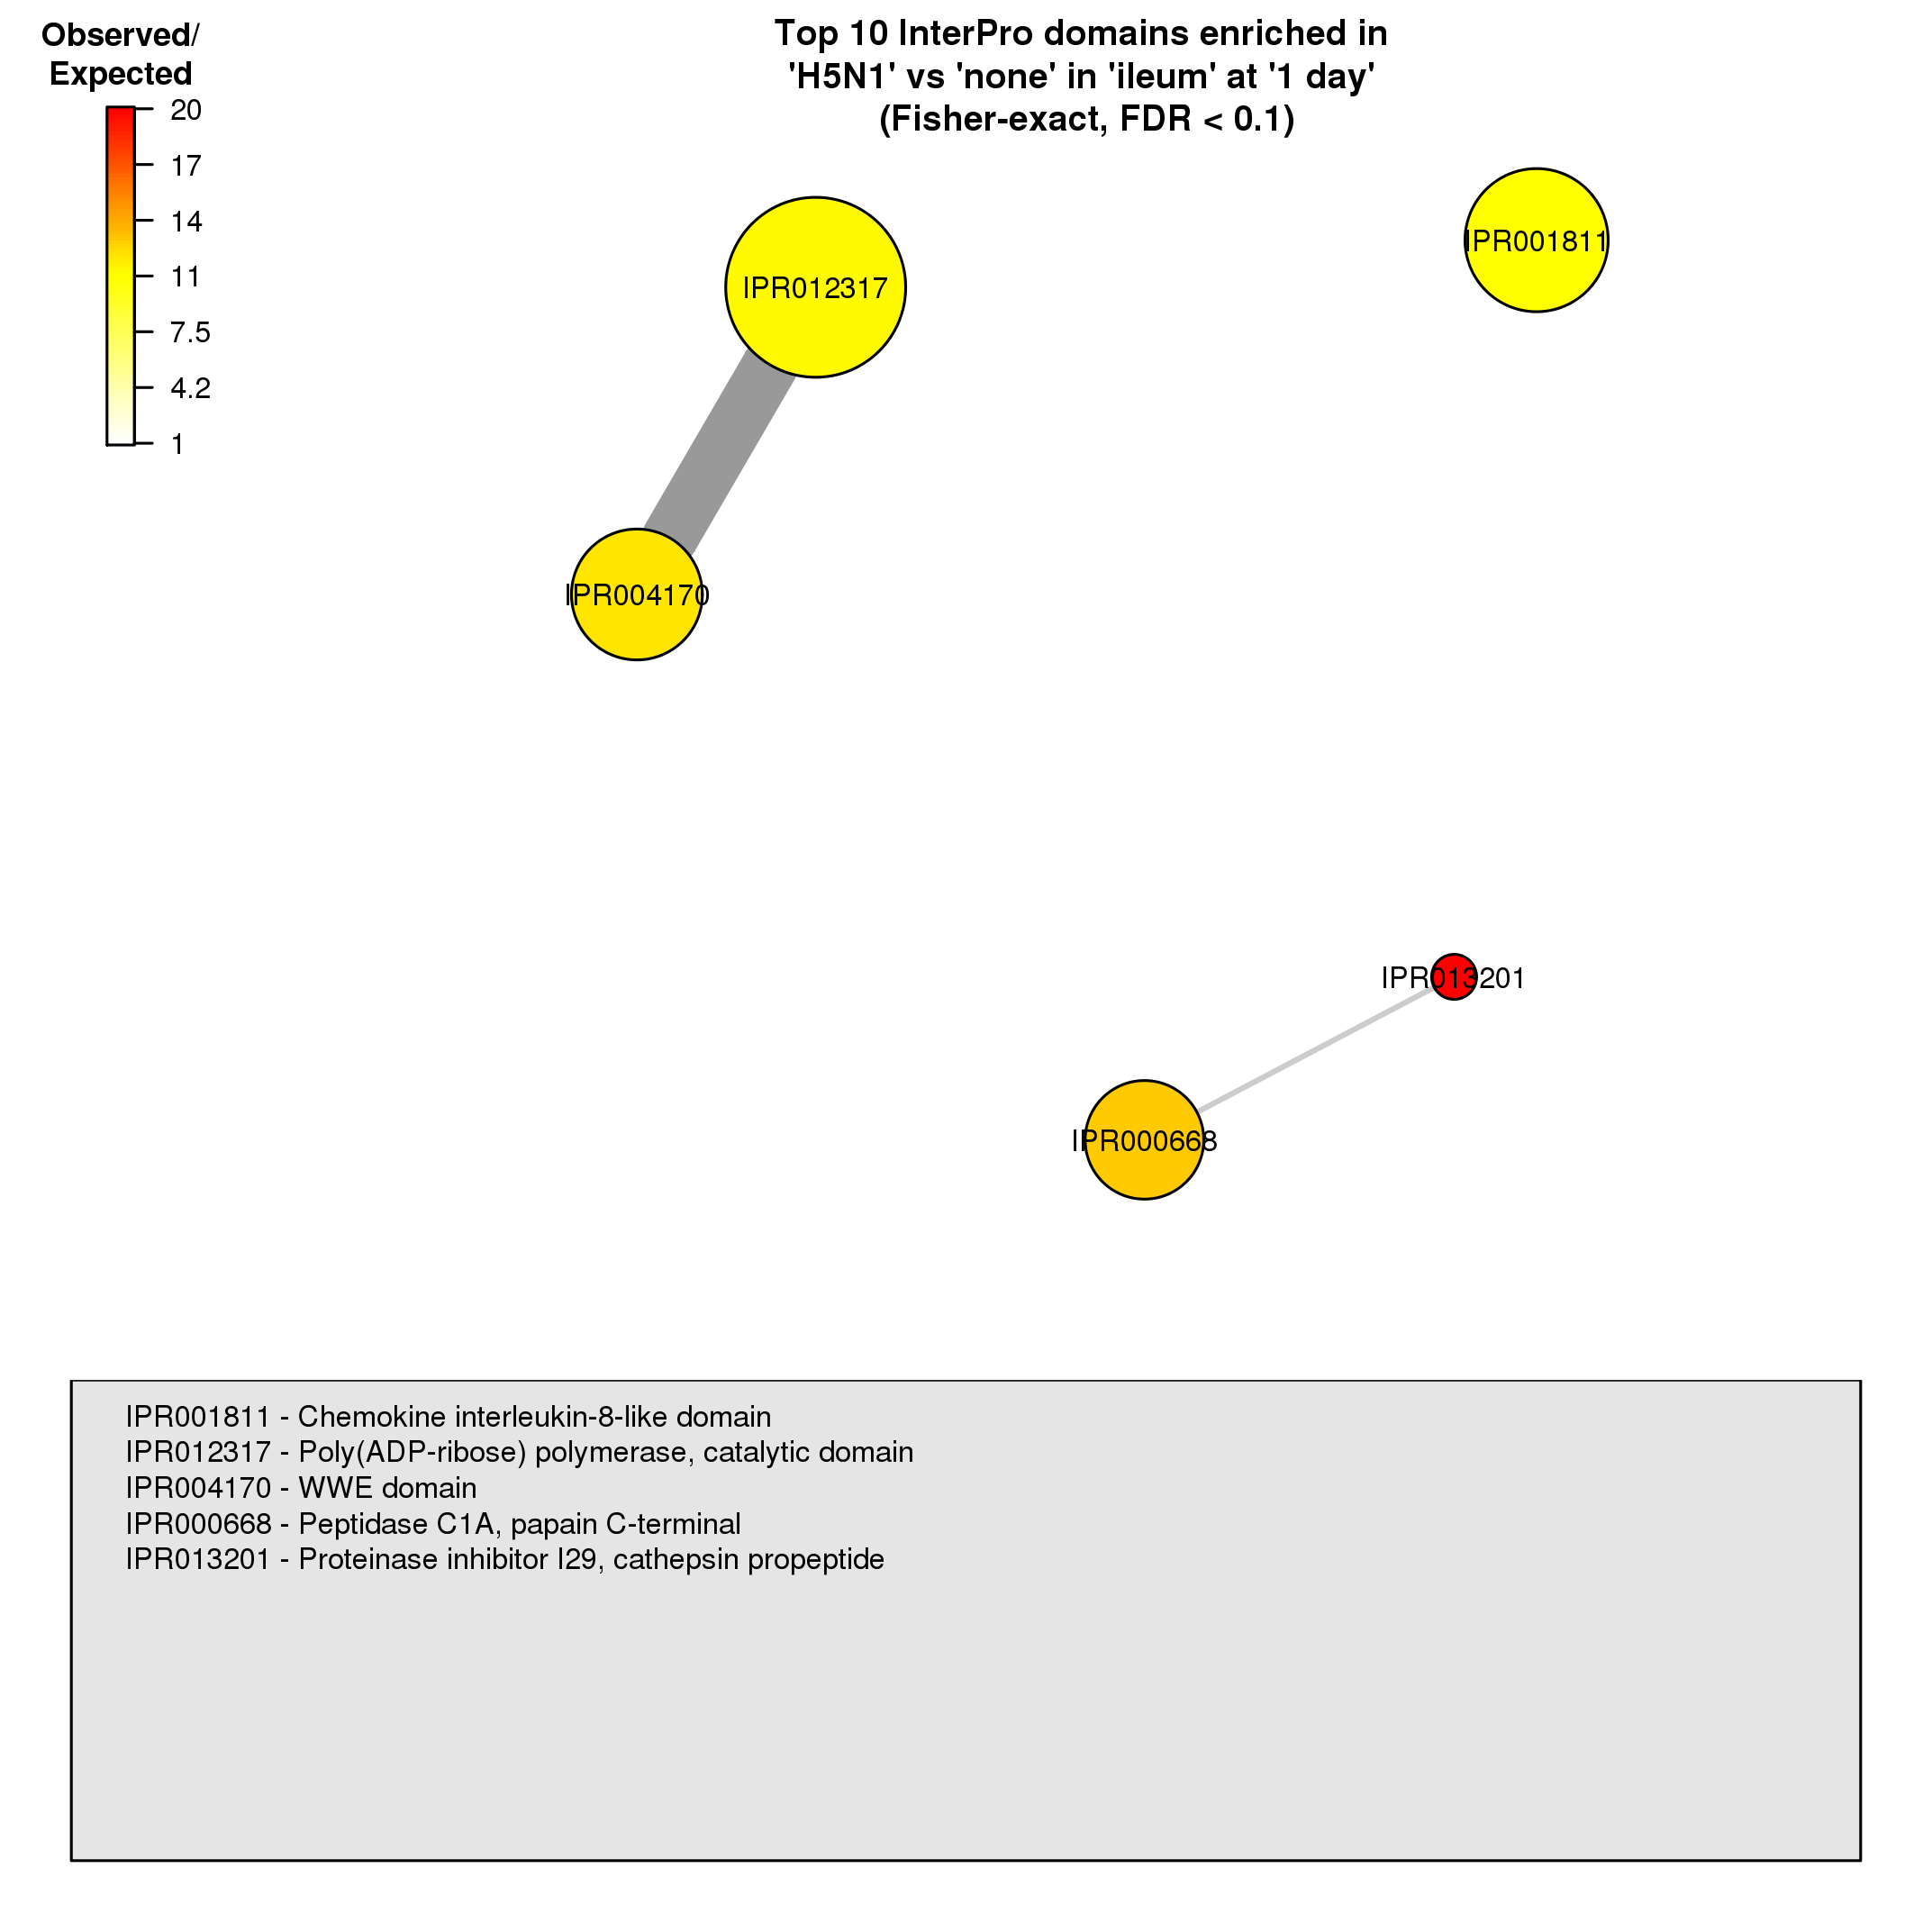 Observed/
Expected
20
17
14
11
7.5
4.2
1
Top 10 InterPro domains enriched in
'H5N1' vs 'none' in 'ileum' at '1 day'
(Fisher-exact, FDR < 0.1)
IPR001811
IPR012317
IPR004170
IPR013201
IPR000668
IPR001811 - Chemokine interleukin-8-like domain
IPR012317 - Poly(ADP-ribose) polymerase, catalytic domain
IPR004170 - WWE domain
IPR000668 - Peptidase C1A, papain C-terminal
IPR013201 - Proteinase inhibitor I29, cathepsin propeptide